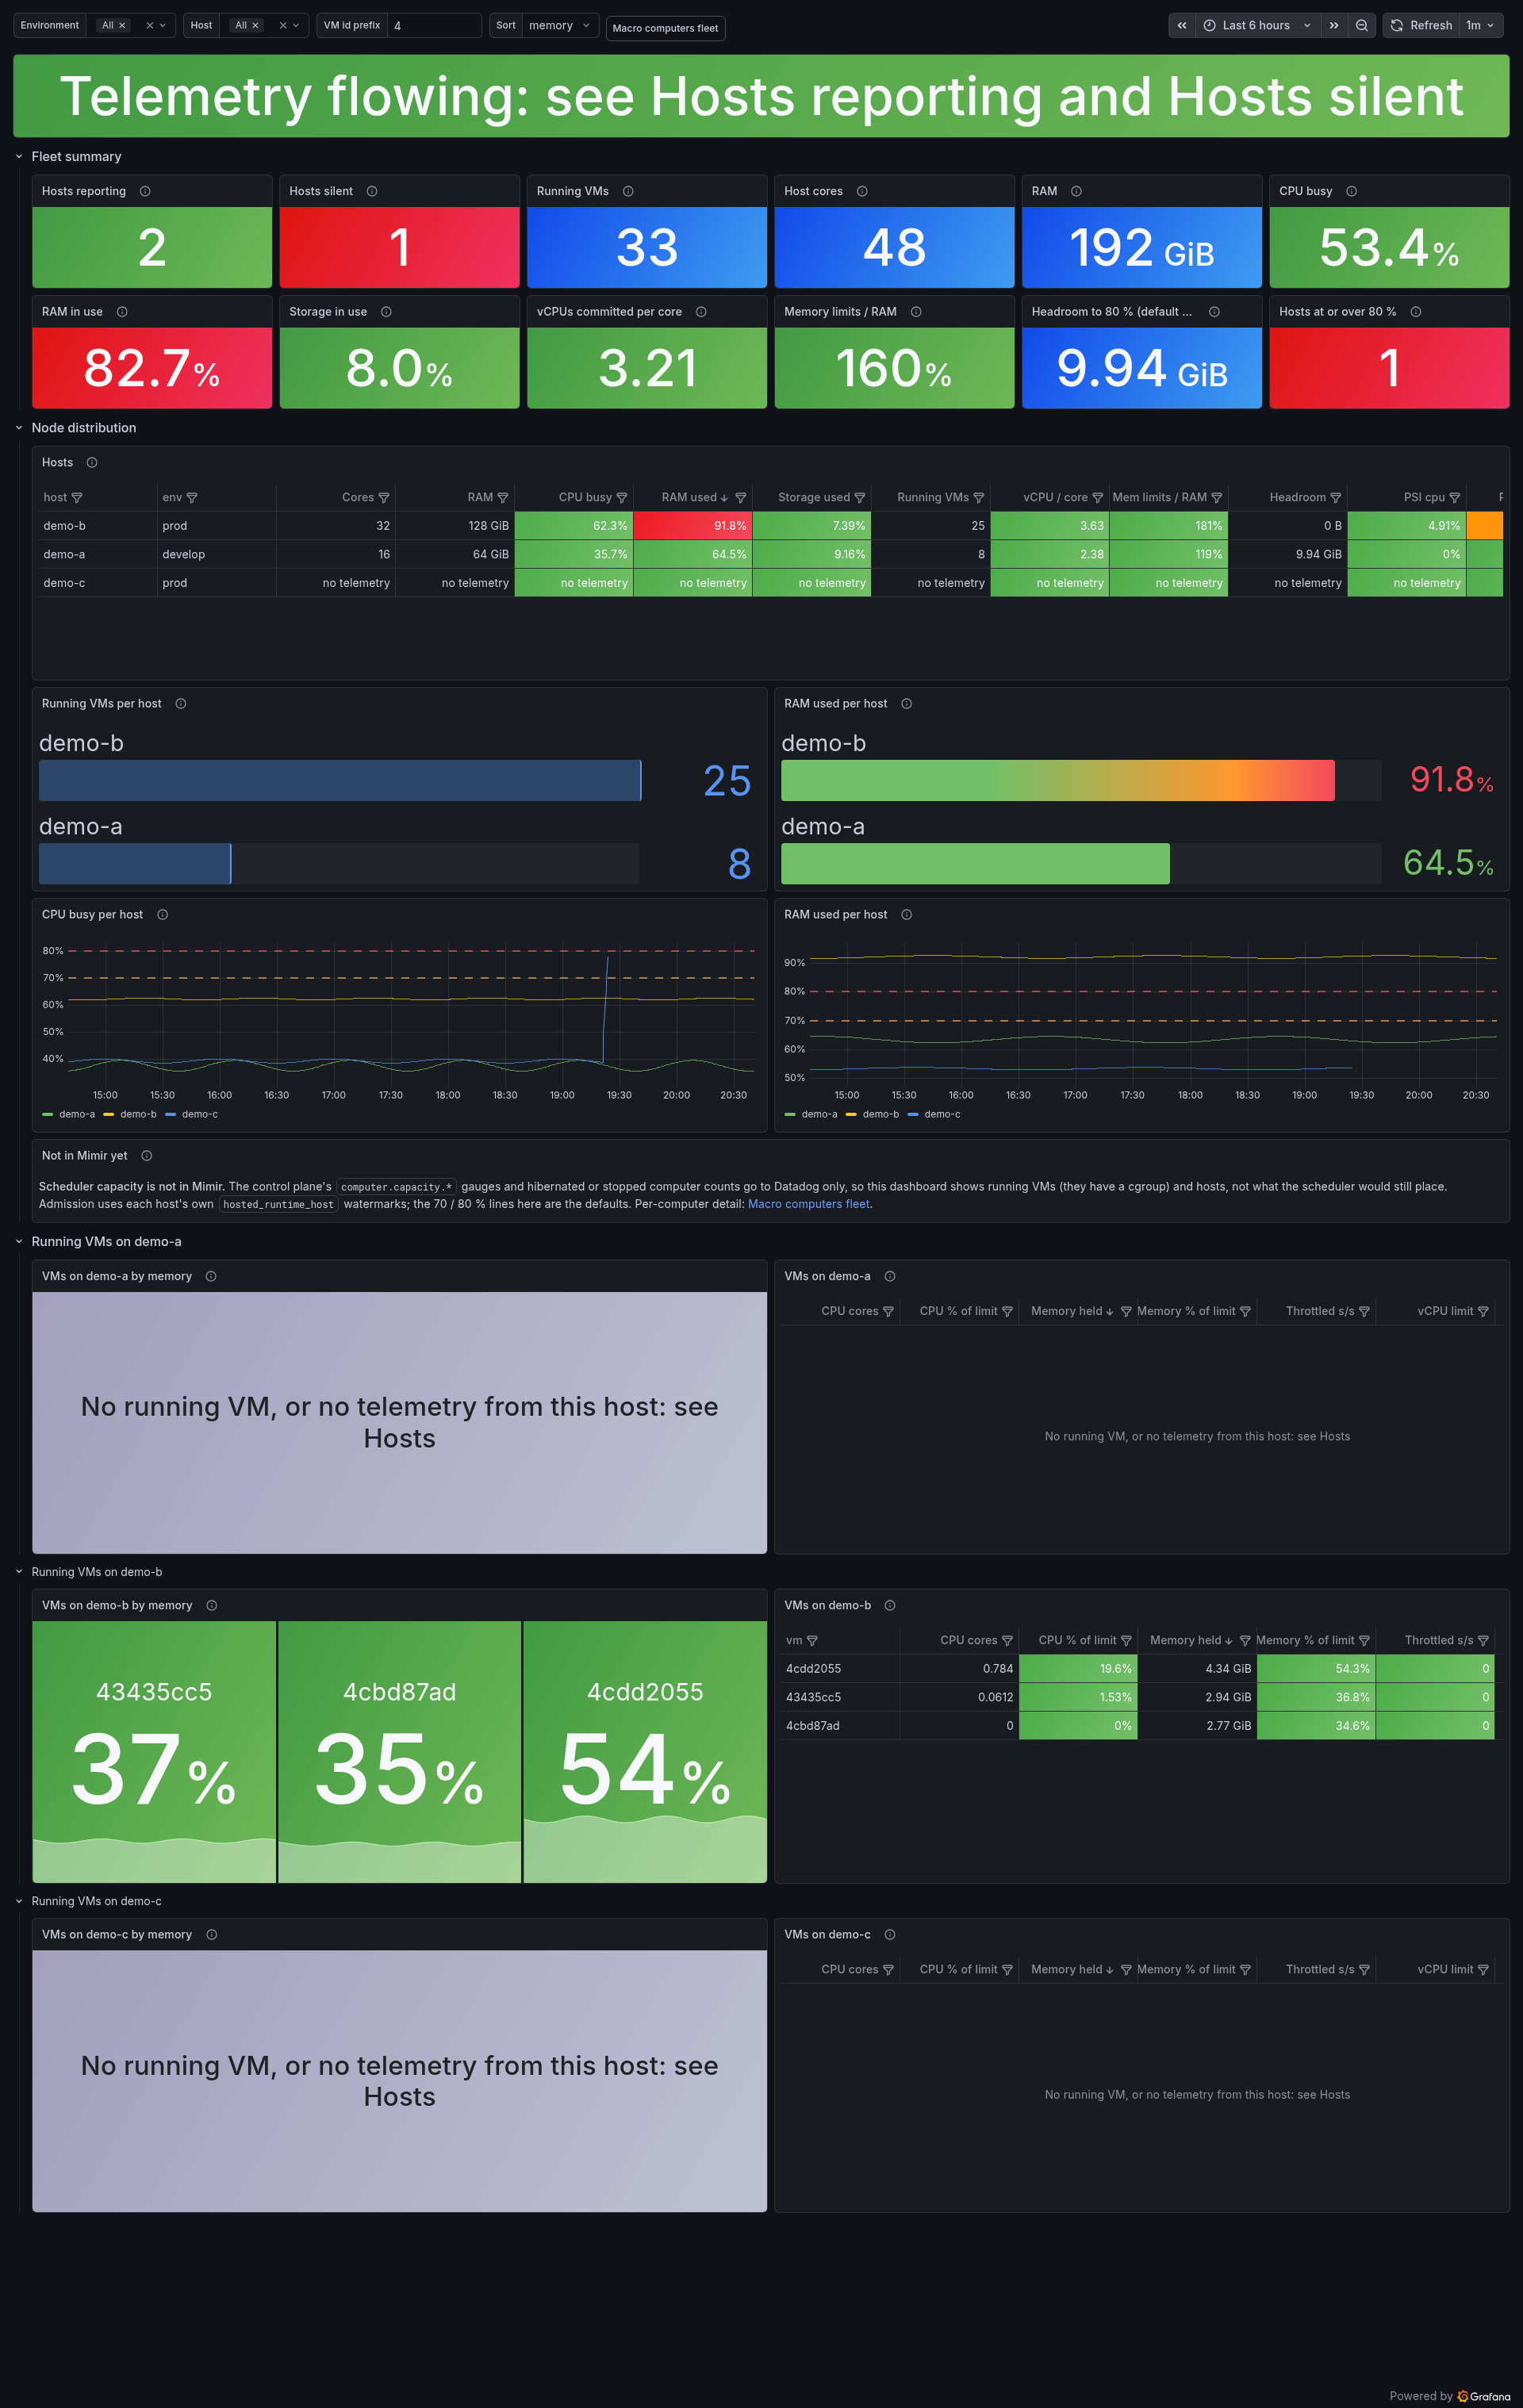 Environment All Host All VM id prefix 4 Sort memory Macro computers fleet Last 6 hours Refresh 1m
Telemetry flowing: see Hosts reporting and Hosts silent
Fleet summary
Hosts reporting Hosts silent Running VMs Host cores RAM CPU busy
2 1 33 48 192 GiB 53.4%
RAM in use Storage in use vCPUs committed per core Memory limits / RAM Headroom to 80 % (default ... Hosts at or over 80 %
82.7% 8.0% 3.21 160% 9.94 GiB 1
Node distribution
Hosts
host env Cores RAM CPU busy RAM used Storage used Running VMs vCPU / core Mem limits / RAM Headroom PSI cpu
demo-b prod 32 128 GiB 62.3% 91.8% 7.39% 25 3.63 181% 0 B 4.91%
demo-a develop 16 64 GiB 35.7% 64.5% 9.16% 8 2.38 119% 9.94 GiB 0%
demo-c prod no telemetry no telemetry no telemetry no telemetry no telemetry no telemetry no telemetry no telemetry no telemetry no telemetry
Running VMs per host
demo-b
25
demo-a
8
RAM used per host
demo-b
91.8%
demo-a
64.5%
CPU busy per host
80%
70%
60%
50%
40%
15:00 15:30 16:00 16:30 17:00 17:30 18:00 18:30 19:00 19:30 20:00 20:30
demo-a demo-b demo-c
RAM used per host
90%
80%
70%
60%
50%
15:00 15:30 16:00 16:30 17:00 17:30 18:00 18:30 19:00 19:30 20:00 20:30
demo-a demo-b demo-c
Not in Mimir yet
Scheduler capacity is not in Mimir. The control plane's computer.capacity.* gauges and hibernated or stopped computer counts go to Datadog only, so this dashboard shows running VMs (they have a cgroup) and hosts, not what the scheduler would still place.
Admission uses each host's own hosted_runtime_host watermarks; the 70 / 80 % lines here are the defaults. Per-computer detail: Macro computers fleet.
Running VMs on demo-a
VMs on demo-a by memory
No running VM, or no telemetry from this host: see
Hosts
VMs on demo-a
CPU cores CPU % of limit Memory held Memory % of limit Throttled s/s vCPU limit
No running VM, or no telemetry from this host: see Hosts
Running VMs on demo-b
VMs on demo-b by memory
43435cc5 4cbd87ad 4cdd2055
37% 35% 54%
VMs on demo-b
vm CPU cores CPU % of limit Memory held Memory % of limit Throttled s/s
4cdd2055 0.784 19.6% 4.34 GiB 54.3% 0
43435cc5 0.0612 1.53% 2.94 GiB 36.8% 0
4cbd87ad 0 0% 2.77 GiB 34.6% 0
Running VMs on demo-c
VMs on demo-c by memory
No running VM, or no telemetry from this host: see
Hosts
VMs on demo-c
CPU cores CPU % of limit Memory held Memory % of limit Throttled s/s vCPU limit
No running VM, or no telemetry from this host: see Hosts
Powered by Grafana